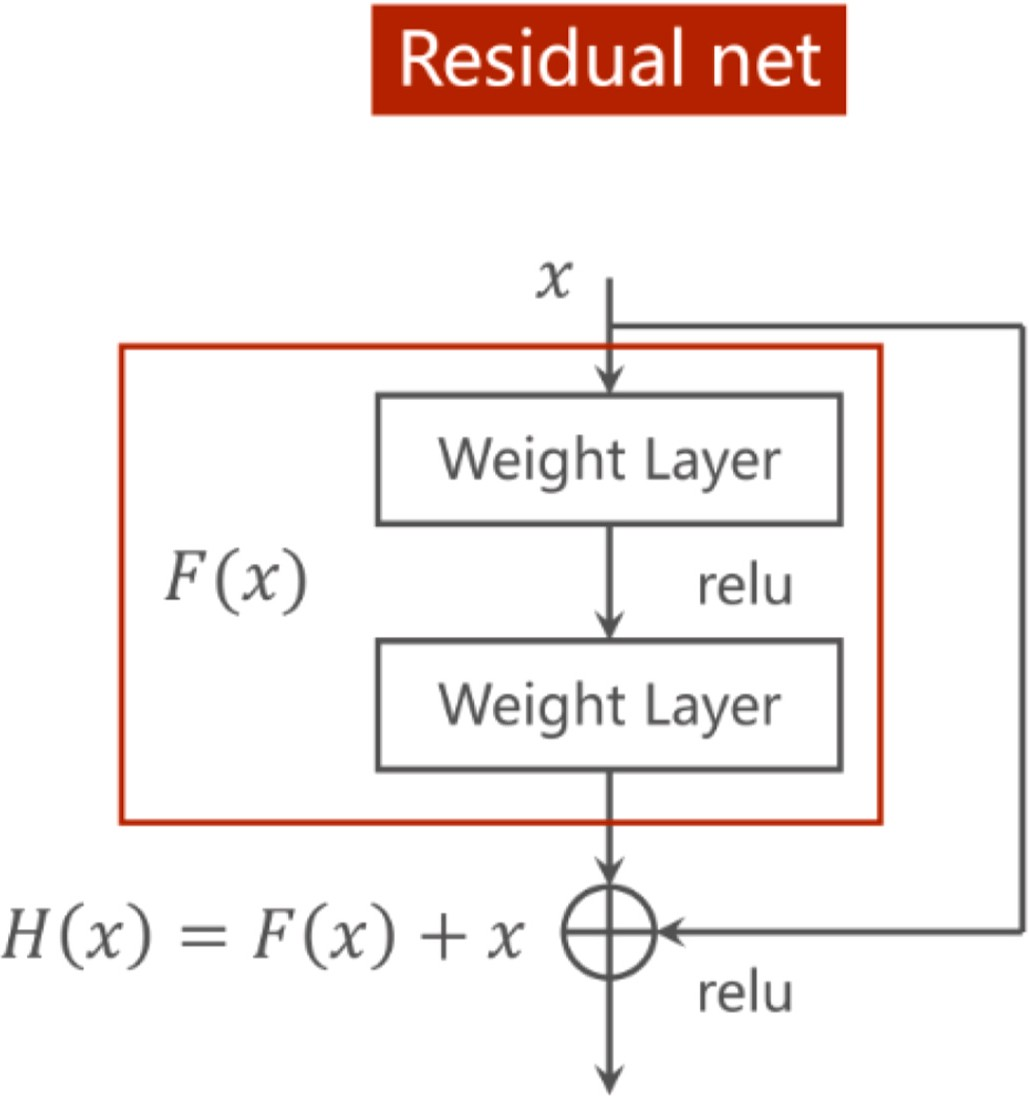 Residual net
x
Weight Layer
F(x)
relu
Weight Layer
H(x) = F(x) + x
relu